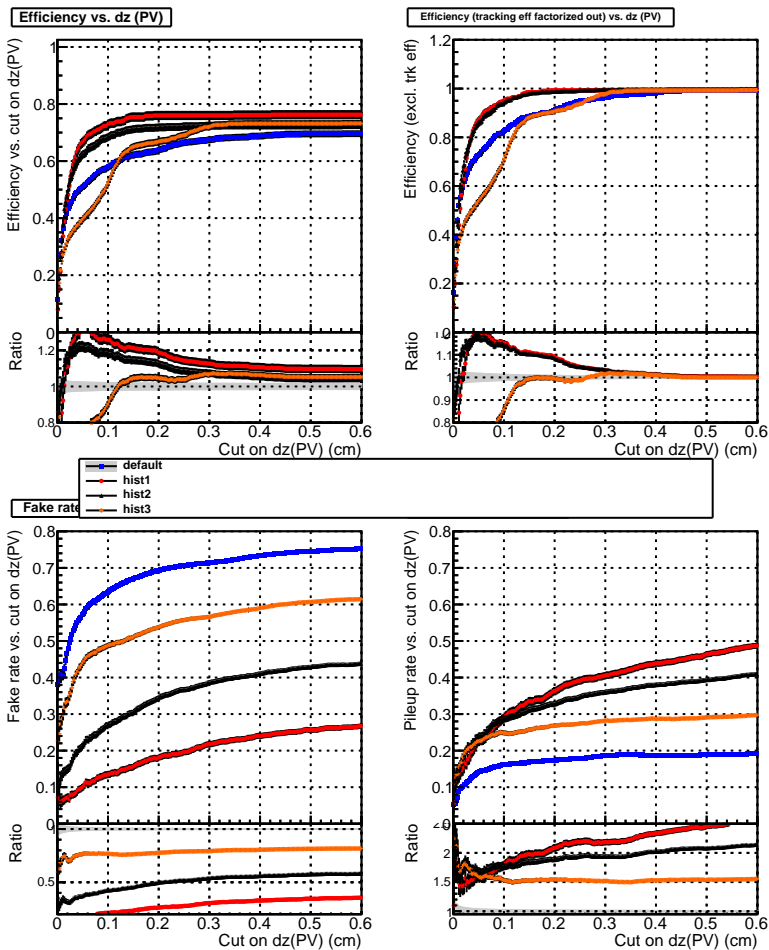 Efficiency vs. dz (PV)
Efficiency vs. cut on dz(PV)
1
0.8
0.6
0.4
0.2
0
Ratio
1.2
1
0.8
0 0.1 0.2 0.3 0.4 0.5 0.6
Cut on dz(PV) (cm)
Efficiency (tracking eff factorized out) vs. dz (PV)
Efficiency (excl. trk eff)
1.2
1
0.8
0.6
0.4
0.2
Ratio
1.1
1
0.9
0.8
0 0.1 0.2 0.3 0.4 0.5 0.6
Cut on dz(PV) (cm)
default
hist1
hist2
hist3
Fake rate
Fake rate vs. cut on dz(PV)
0.8
0.7
0.6
0.5
0.4
0.3
0.2
0.1
0
Ratio
1
0.5
0 0.1 0.2 0.3 0.4 0.5 0.6
Cut on dz(PV) (cm)
Pileup rate vs. cut on dz(PV)
0.8
0.7
0.6
0.5
0.4
0.3
0.2
0.1
Ratio
2
1.5
1
0 0.1 0.2 0.3 0.4 0.5 0.6
Cut on dz(PV) (cm)